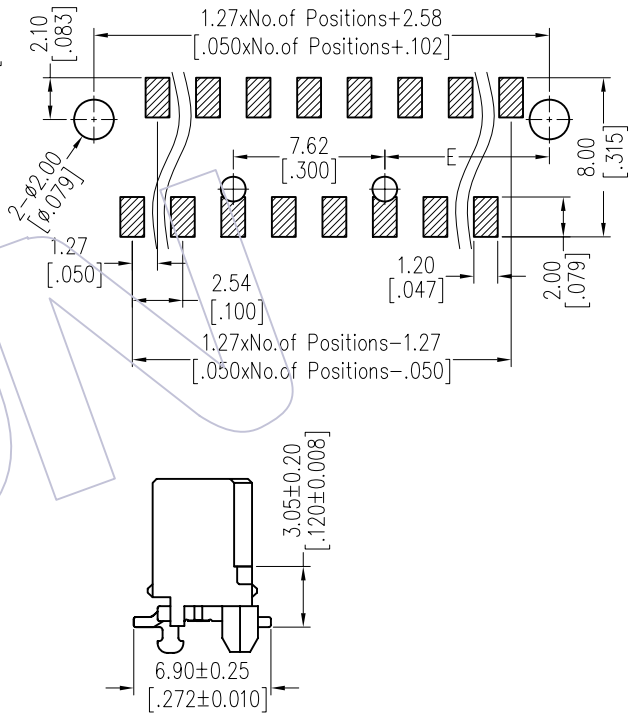 1.27xNo.of Positions+2.58
[.050xNo.of Positions+.102]
2.10
[.083]
7.62
[.300]
E
8.00
[.315]
2-ø2.00
[ø.079]
1.27
[.050]
2.54
[.100]
1.20
[.047]
2.00
[.079]
1.27xNo.of Positions-1.27
[.050xNo.of Positions-.050]
3.05±0.20
[.120±0.008]
6.90±0.25
[.272±0.010]